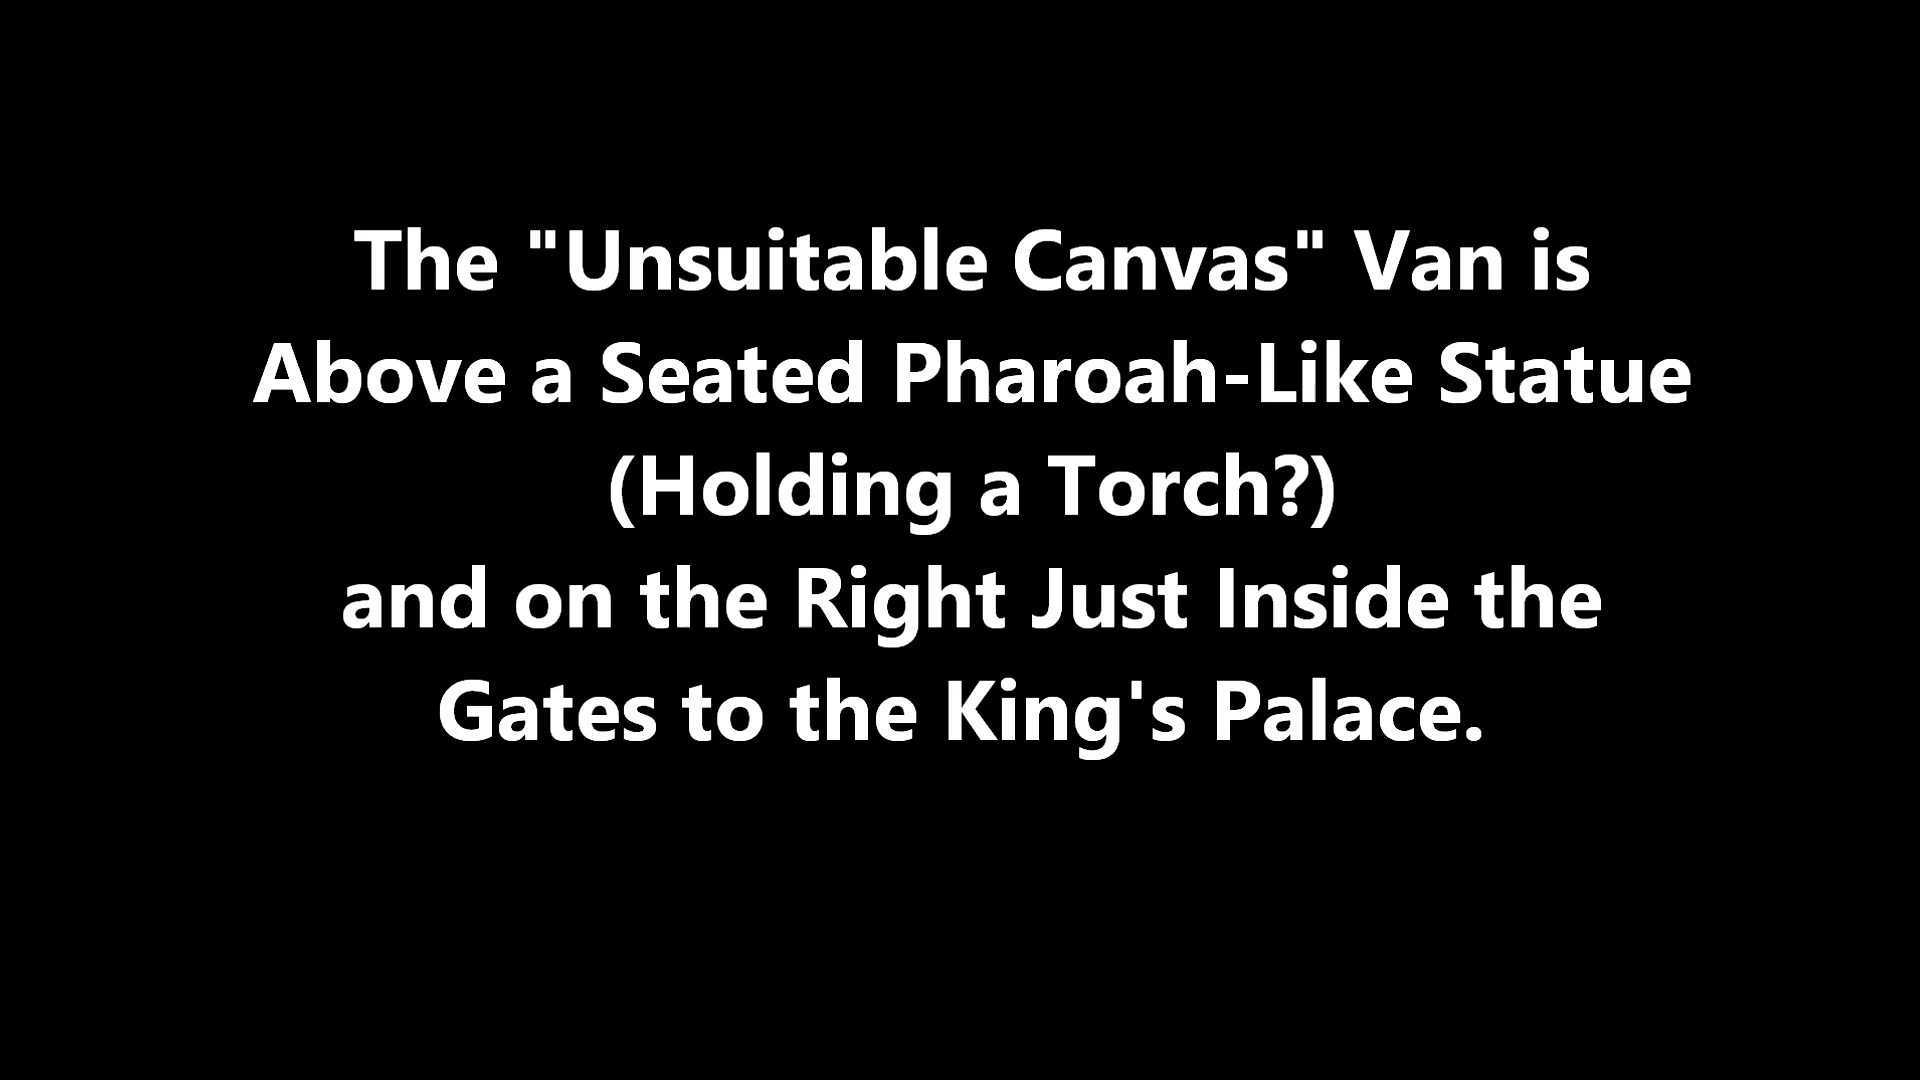 The "Unsuitable Canvas" Van is
Above a Seated Pharoah-Like Statue
(Holding a Torch?)
and on the Right Just Inside the
Gates to the King's Palace.